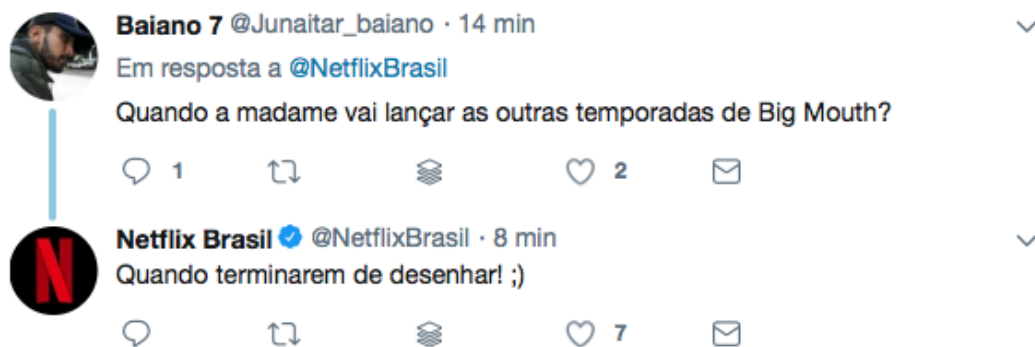 Baiano 7 @Junaitar_baiano · 14 min
Em resposta a @NetflixBrasil
Quando a madame vai lançar as outras temporadas de Big Mouth?
1 2
Netflix Brasil @NetflixBrasil · 8 min
Quando terminarem de desenhar! ;)
7